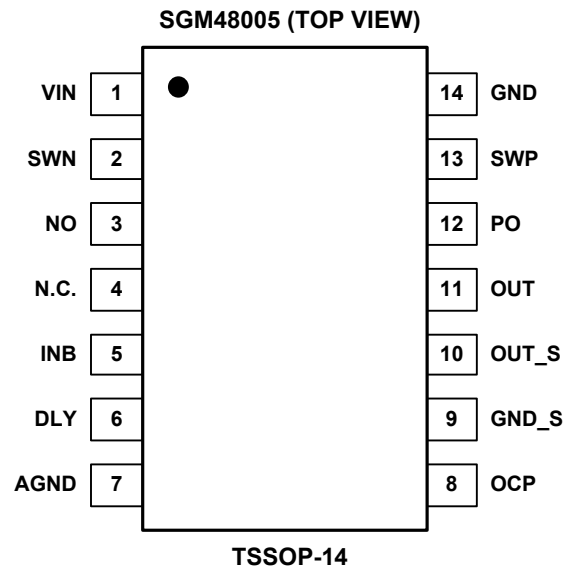 SGM48005 (TOP VIEW)
VIN 1 14 GND
SWN 2 13 SWP
NO 3 12 PO
N.C. 4 11 OUT
INB 5 10 OUT_S
DLY 6 9 GND_S
AGND 7 8 OCP
TSSOP-14